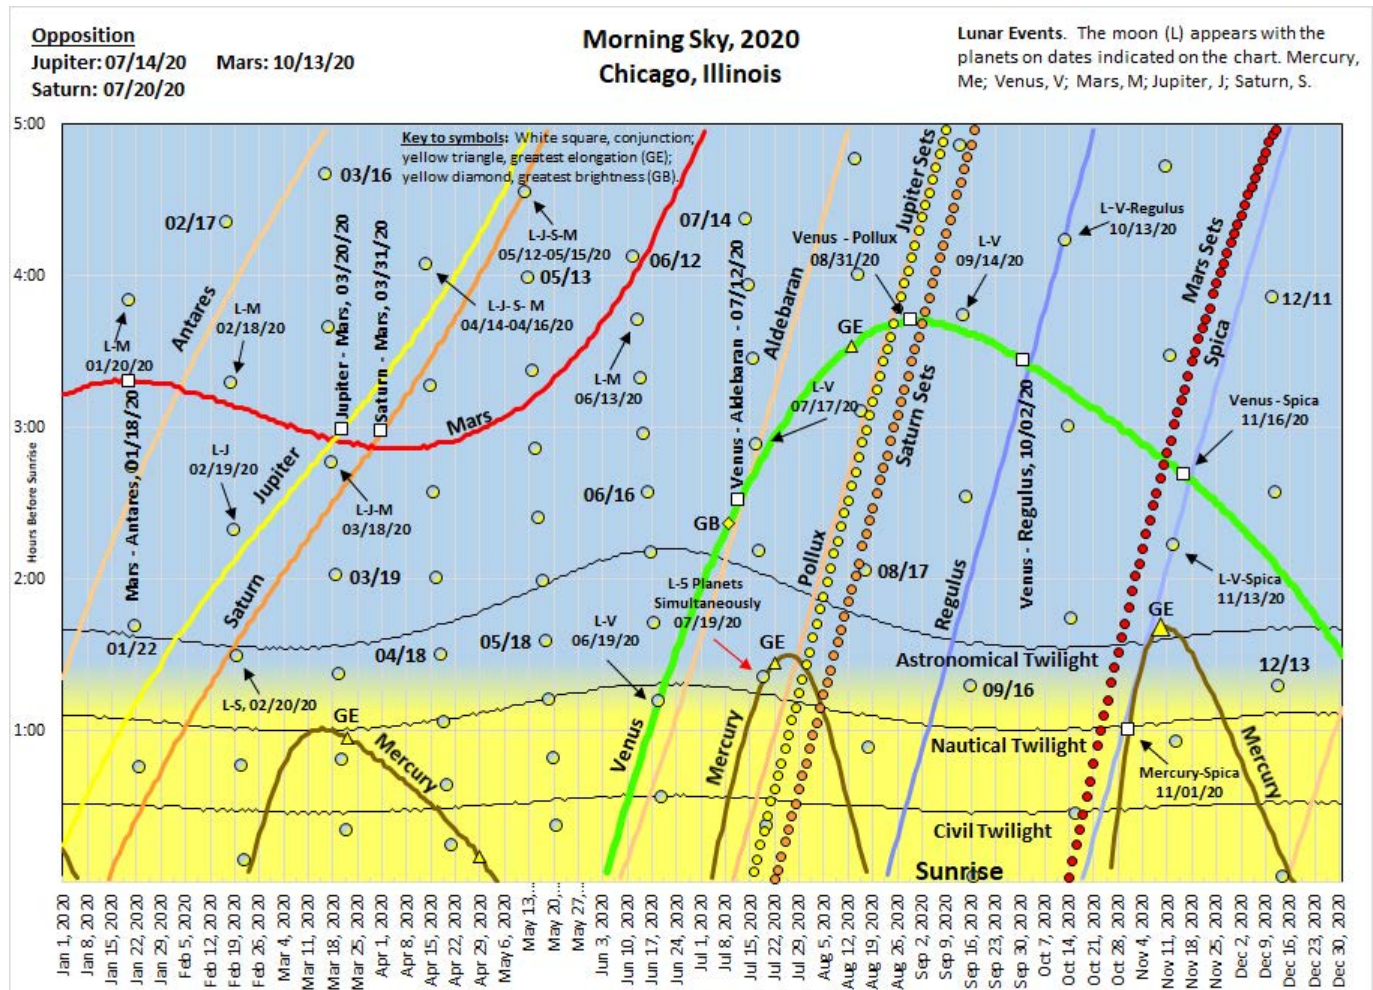 Opposition
Jupiter: 07/14/20 Mars: 10/13/20
Saturn: 07/20/20
Morning Sky, 2020
Chicago, Illinois
Lunar Events. The moon (L) appears with the
planets on dates indicated on the chart. Mercury,
Me; Venus, V; Mars, M; Jupiter, J; Saturn, S.
Key to symbols: White square, conjunction;
yellow triangle, greatest elongation (GE);
yellow diamond, greatest brightness (GB).
Hours Before Sunrise
5:00
4:00
3:00
2:00
1:00
L-M
01/20/20
Mars - Antares, 01/18/20
01/22
Antares
02/17
L-M
02/18/20
L-J
02/19/20
L-S, 02/20/20
Jupiter
Saturn
03/16
Jupiter - Mars, 03/20/20
Saturn - Mars, 03/31/20
L-J-M
03/18/20
03/19
GE
Mercury
Mars
L-J-S- M
04/14-04/16/20
04/18
L-J-S-M
05/12-05/15/20
05/13
05/18
06/12
L-M
06/13/20
06/16
L-V
06/19/20
Venus
07/14
Venus - Aldebaran - 07/12/20
GB
Aldebaran
L-V
07/17/20
L-5 Planets
Simultaneously
07/19/20
GE
Mercury
Pollux
Venus - Pollux
08/31/20
GE
08/17
Jupiter Sets
Saturn Sets
L-V
09/14/20
09/16
Regulus
Venus - Regulus, 10/02/20
L-V-Regulus
10/13/20
Mars Sets
Spica
Venus - Spica
11/16/20
L-V-Spica
11/13/20
GE
Mercury-Spica
11/01/20
Mercury
12/11
12/13
Astronomical Twilight
Nautical Twilight
Civil Twilight
Sunrise
Jan 1, 2020
Jan 8, 2020
Jan 15, 2020
Jan 22, 2020
Jan 29, 2020
Feb 5, 2020
Feb 12, 2020
Feb 19, 2020
Feb 26, 2020
Mar 4, 2020
Mar 11, 2020
Mar 18, 2020
Mar 25, 2020
Apr 1, 2020
Apr 8, 2020
Apr 15, 2020
Apr 22, 2020
Apr 29, 2020
May 6, 2020
May 13,...
May 20,...
May 27,...
Jun 3, 2020
Jun 10, 2020
Jun 17, 2020
Jun 24, 2020
Jul 1, 2020
Jul 8, 2020
Jul 15, 2020
Jul 22, 2020
Jul 29, 2020
Aug 5, 2020
Aug 12, 2020
Aug 19, 2020
Aug 26, 2020
Sep 2, 2020
Sep 9, 2020
Sep 16, 2020
Sep 23, 2020
Sep 30, 2020
Oct 7, 2020
Oct 14, 2020
Oct 21, 2020
Oct 28, 2020
Nov 4, 2020
Nov 11, 2020
Nov 18, 2020
Nov 25, 2020
Dec 2, 2020
Dec 9, 2020
Dec 16, 2020
Dec 23, 2020
Dec 30, 2020